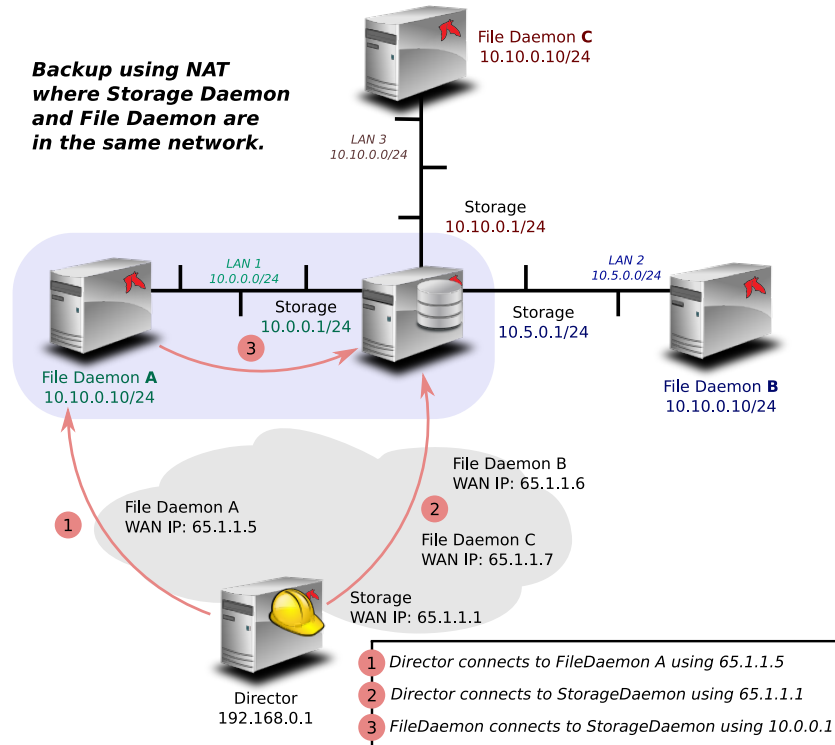 File Daemon C
10.10.0.10/24
Backup using NAT
where Storage Daemon
and File Daemon are
in the same network.
LAN 3
10.10.0.0/24
Storage
10.10.0.1/24
LAN 1
10.0.0.0/24
LAN 2
10.5.0.0/24
Storage
10.0.0.1/24
Storage
10.5.0.1/24
3
File Daemon A
10.10.0.10/24
File Daemon B
10.10.0.10/24
File Daemon B
WAN IP: 65.1.1.6
File Daemon A
WAN IP: 65.1.1.5
1
2
File Daemon C
WAN IP: 65.1.1.7
Storage
WAN IP: 65.1.1.1
Director
192.168.0.1
1 Director connects to FileDaemon A using 65.1.1.5
2 Director connects to StorageDaemon using 65.1.1.1
3 FileDaemon connects to StorageDaemon using 10.0.0.1